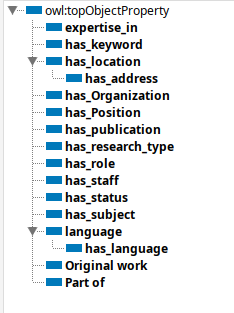 owl:topObjectProperty
expertise_in
has_keyword
has_location
has_address
has_Organization
has_Position
has_publication
has_research_type
has_role
has_staff
has_status
has_subject
language
has_language
Original work
Part of